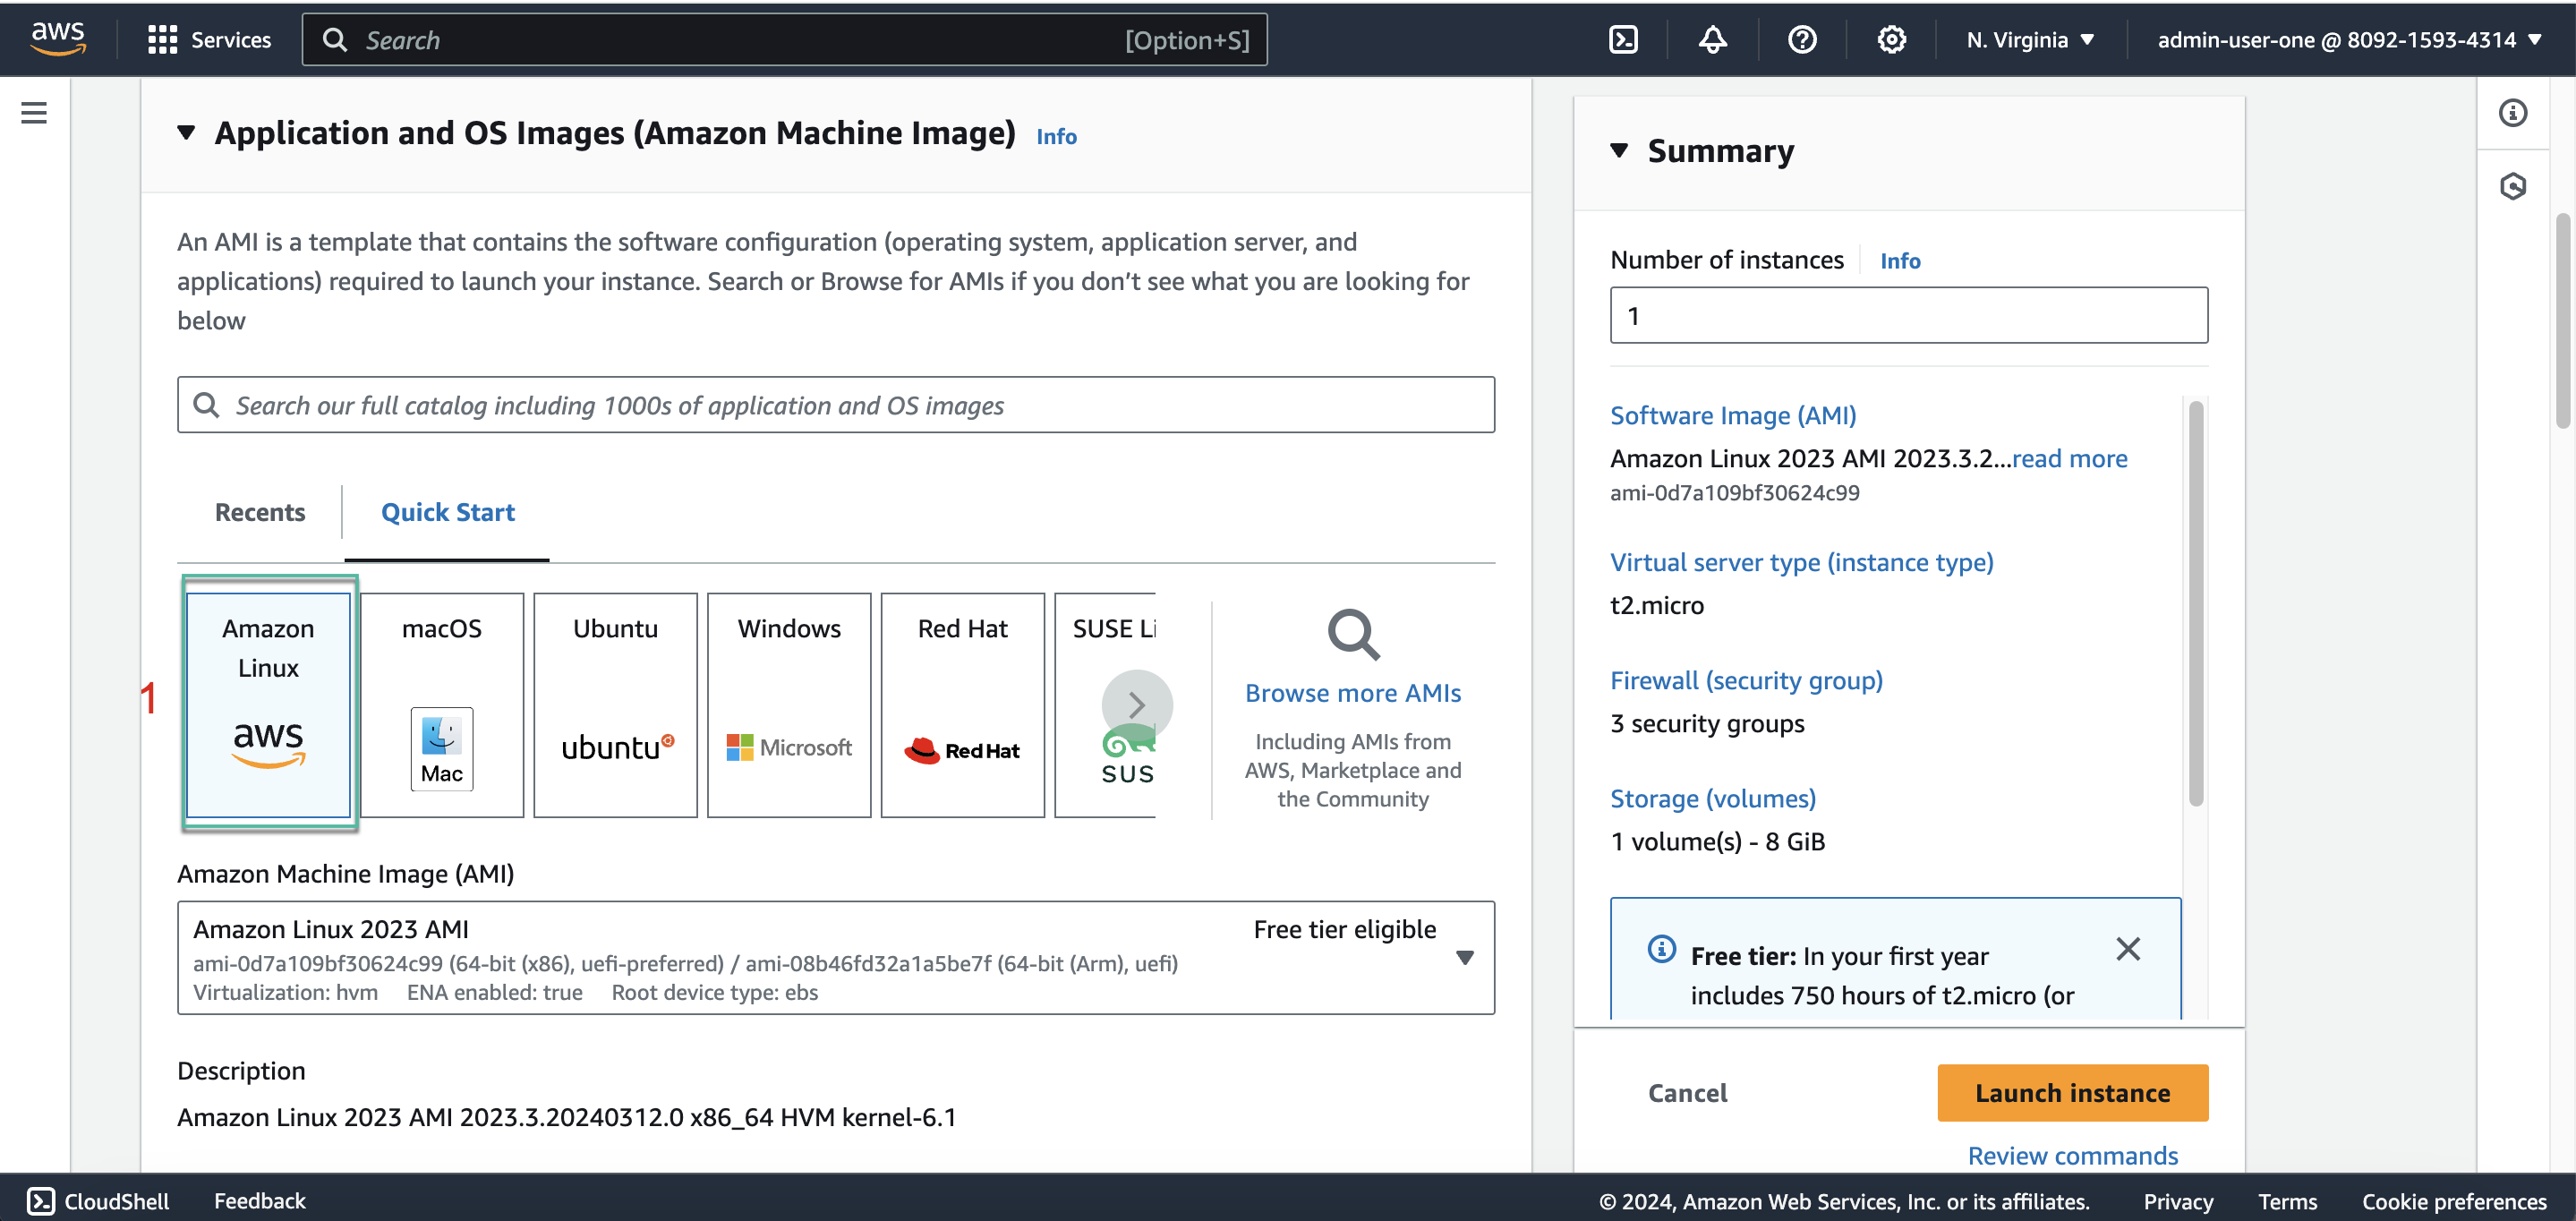 aws
Services
Search
[Option+S]
N. Virginia
admin-user-one @ 8092-1593-4314
Application and OS Images (Amazon Machine Image)
Info
An AMI is a template that contains the software configuration (operating system, application server, and
applications) required to launch your instance. Search or Browse for AMIs if you don’t see what you are looking for
below
Search our full catalog including 1000s of application and OS images
Recents
Quick Start
1
Amazon
Linux
aws
macOS
Mac
Ubuntu
ubuntu
Windows
Microsoft
Red Hat
Red Hat
SUSE Li
SUS
Browse more AMIs
Including AMIs from
AWS, Marketplace and
the Community
Amazon Machine Image (AMI)
Amazon Linux 2023 AMI
Free tier eligible
ami-0d7a109bf30624c99 (64-bit (x86), uefi-preferred) / ami-08b46fd32a1a5be7f (64-bit (Arm), uefi)
Virtualization: hvm ENA enabled: true Root device type: ebs
Description
Amazon Linux 2023 AMI 2023.3.20240312.0 x86_64 HVM kernel-6.1
Summary
Number of instances
Info
1
Software Image (AMI)
Amazon Linux 2023 AMI 2023.3.2...read more
ami-0d7a109bf30624c99
Virtual server type (instance type)
t2.micro
Firewall (security group)
3 security groups
Storage (volumes)
1 volume(s) - 8 GiB
Free tier: In your first year
includes 750 hours of t2.micro (or
Cancel
Launch instance
Review commands
CloudShell
Feedback
© 2024, Amazon Web Services, Inc. or its affiliates.
Privacy
Terms
Cookie preferences